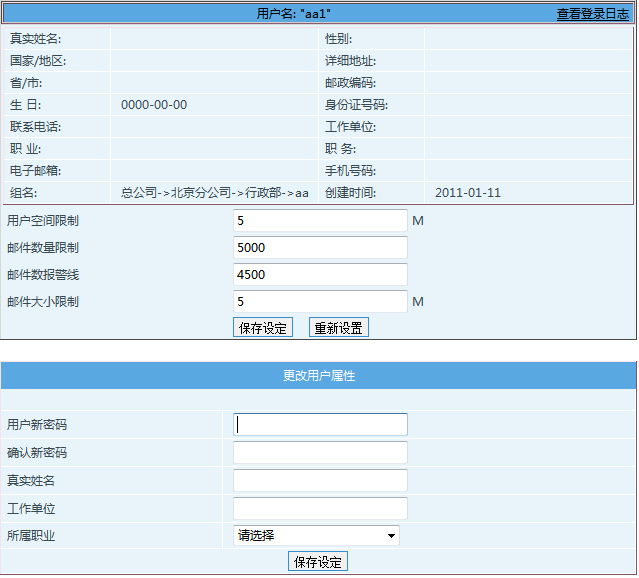 用户名: "aa1" 查看登录日志
真实姓名: 性别:
国家/地区: 详细地址:
省/市: 邮政编码:
生 日: 0000-00-00 身份证号码:
联系电话: 工作单位:
职 业: 职 务:
电子邮箱: 手机号码:
组名: 总公司->北京分公司->行政部->aa 创建时间: 2011-01-11
用户空间限制 5 M
邮件数量限制 5000
邮件数报警线 4500
邮件大小限制 5 M
保存设定 重新设置
更改用户属性
用户新密码
确认新密码
真实姓名
工作单位
所属职业 请选择
保存设定